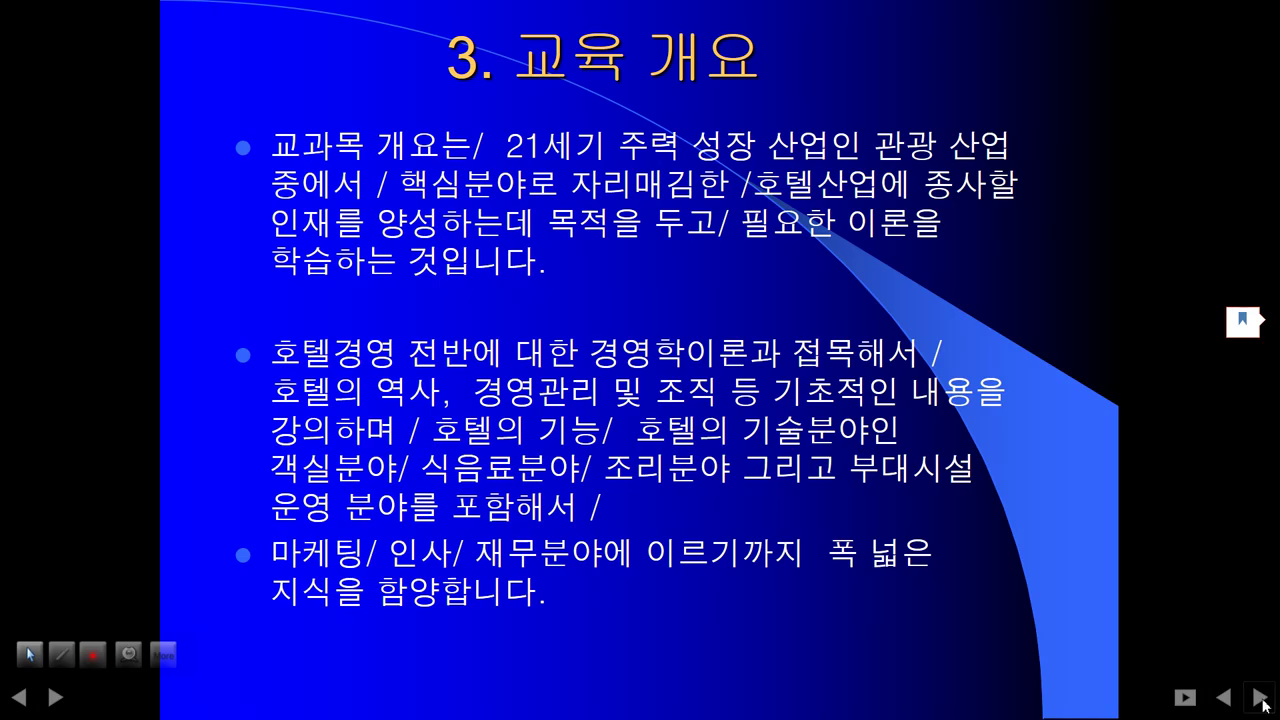 3. 교육 개요
교과목 개요는/ 21세기 주력 성장 산업인 관광 산업
중에서 / 핵심분야로 자리매김한 /호텔산업에 종사할
인재를 양성하는데 목적을 두고/ 필요한 이론을
학습하는 것입니다.
호텔경영 전반에 대한 경영학이론과 접목해서 /
호텔의 역사, 경영관리 및 조직 등 기초적인 내용을
강의하며 / 호텔의 기능/ 호텔의 기술분야인
객실분야/ 식음료분야/ 조리분야 그리고 부대시설
운영 분야를 포함해서 /
마케팅/ 인사/ 재무분야에 이르기까지 폭 넓은
지식을 함양합니다.
More